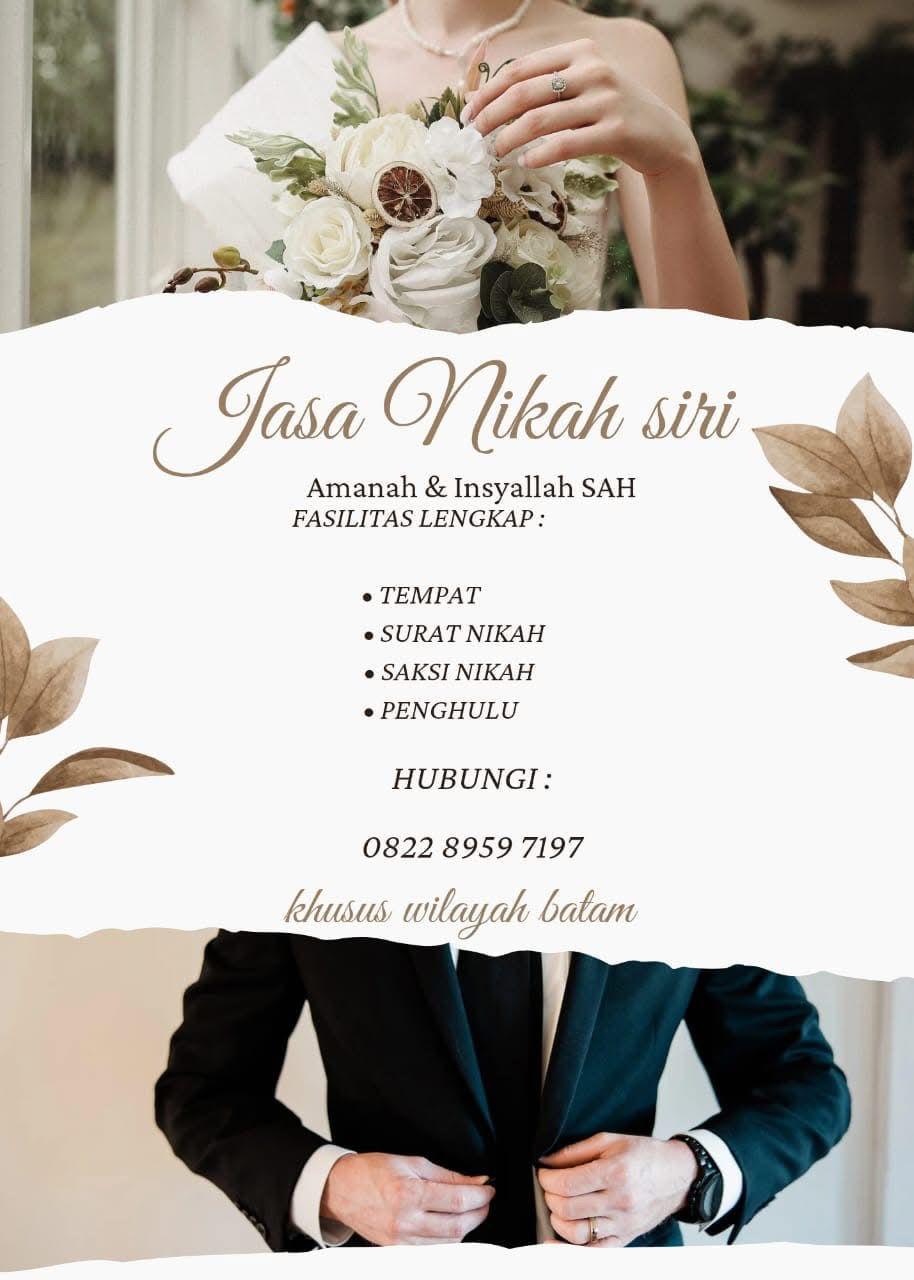 Jasa Nikah siri
Amanah & Insyallah SAH
FASILITAS LENGKAP :
• TEMPAT
• SURAT NIKAH
• SAKSI NIKAH
• PENGHULU
HUBUNGI :
0822 8959 7197
khusus wilayah batam